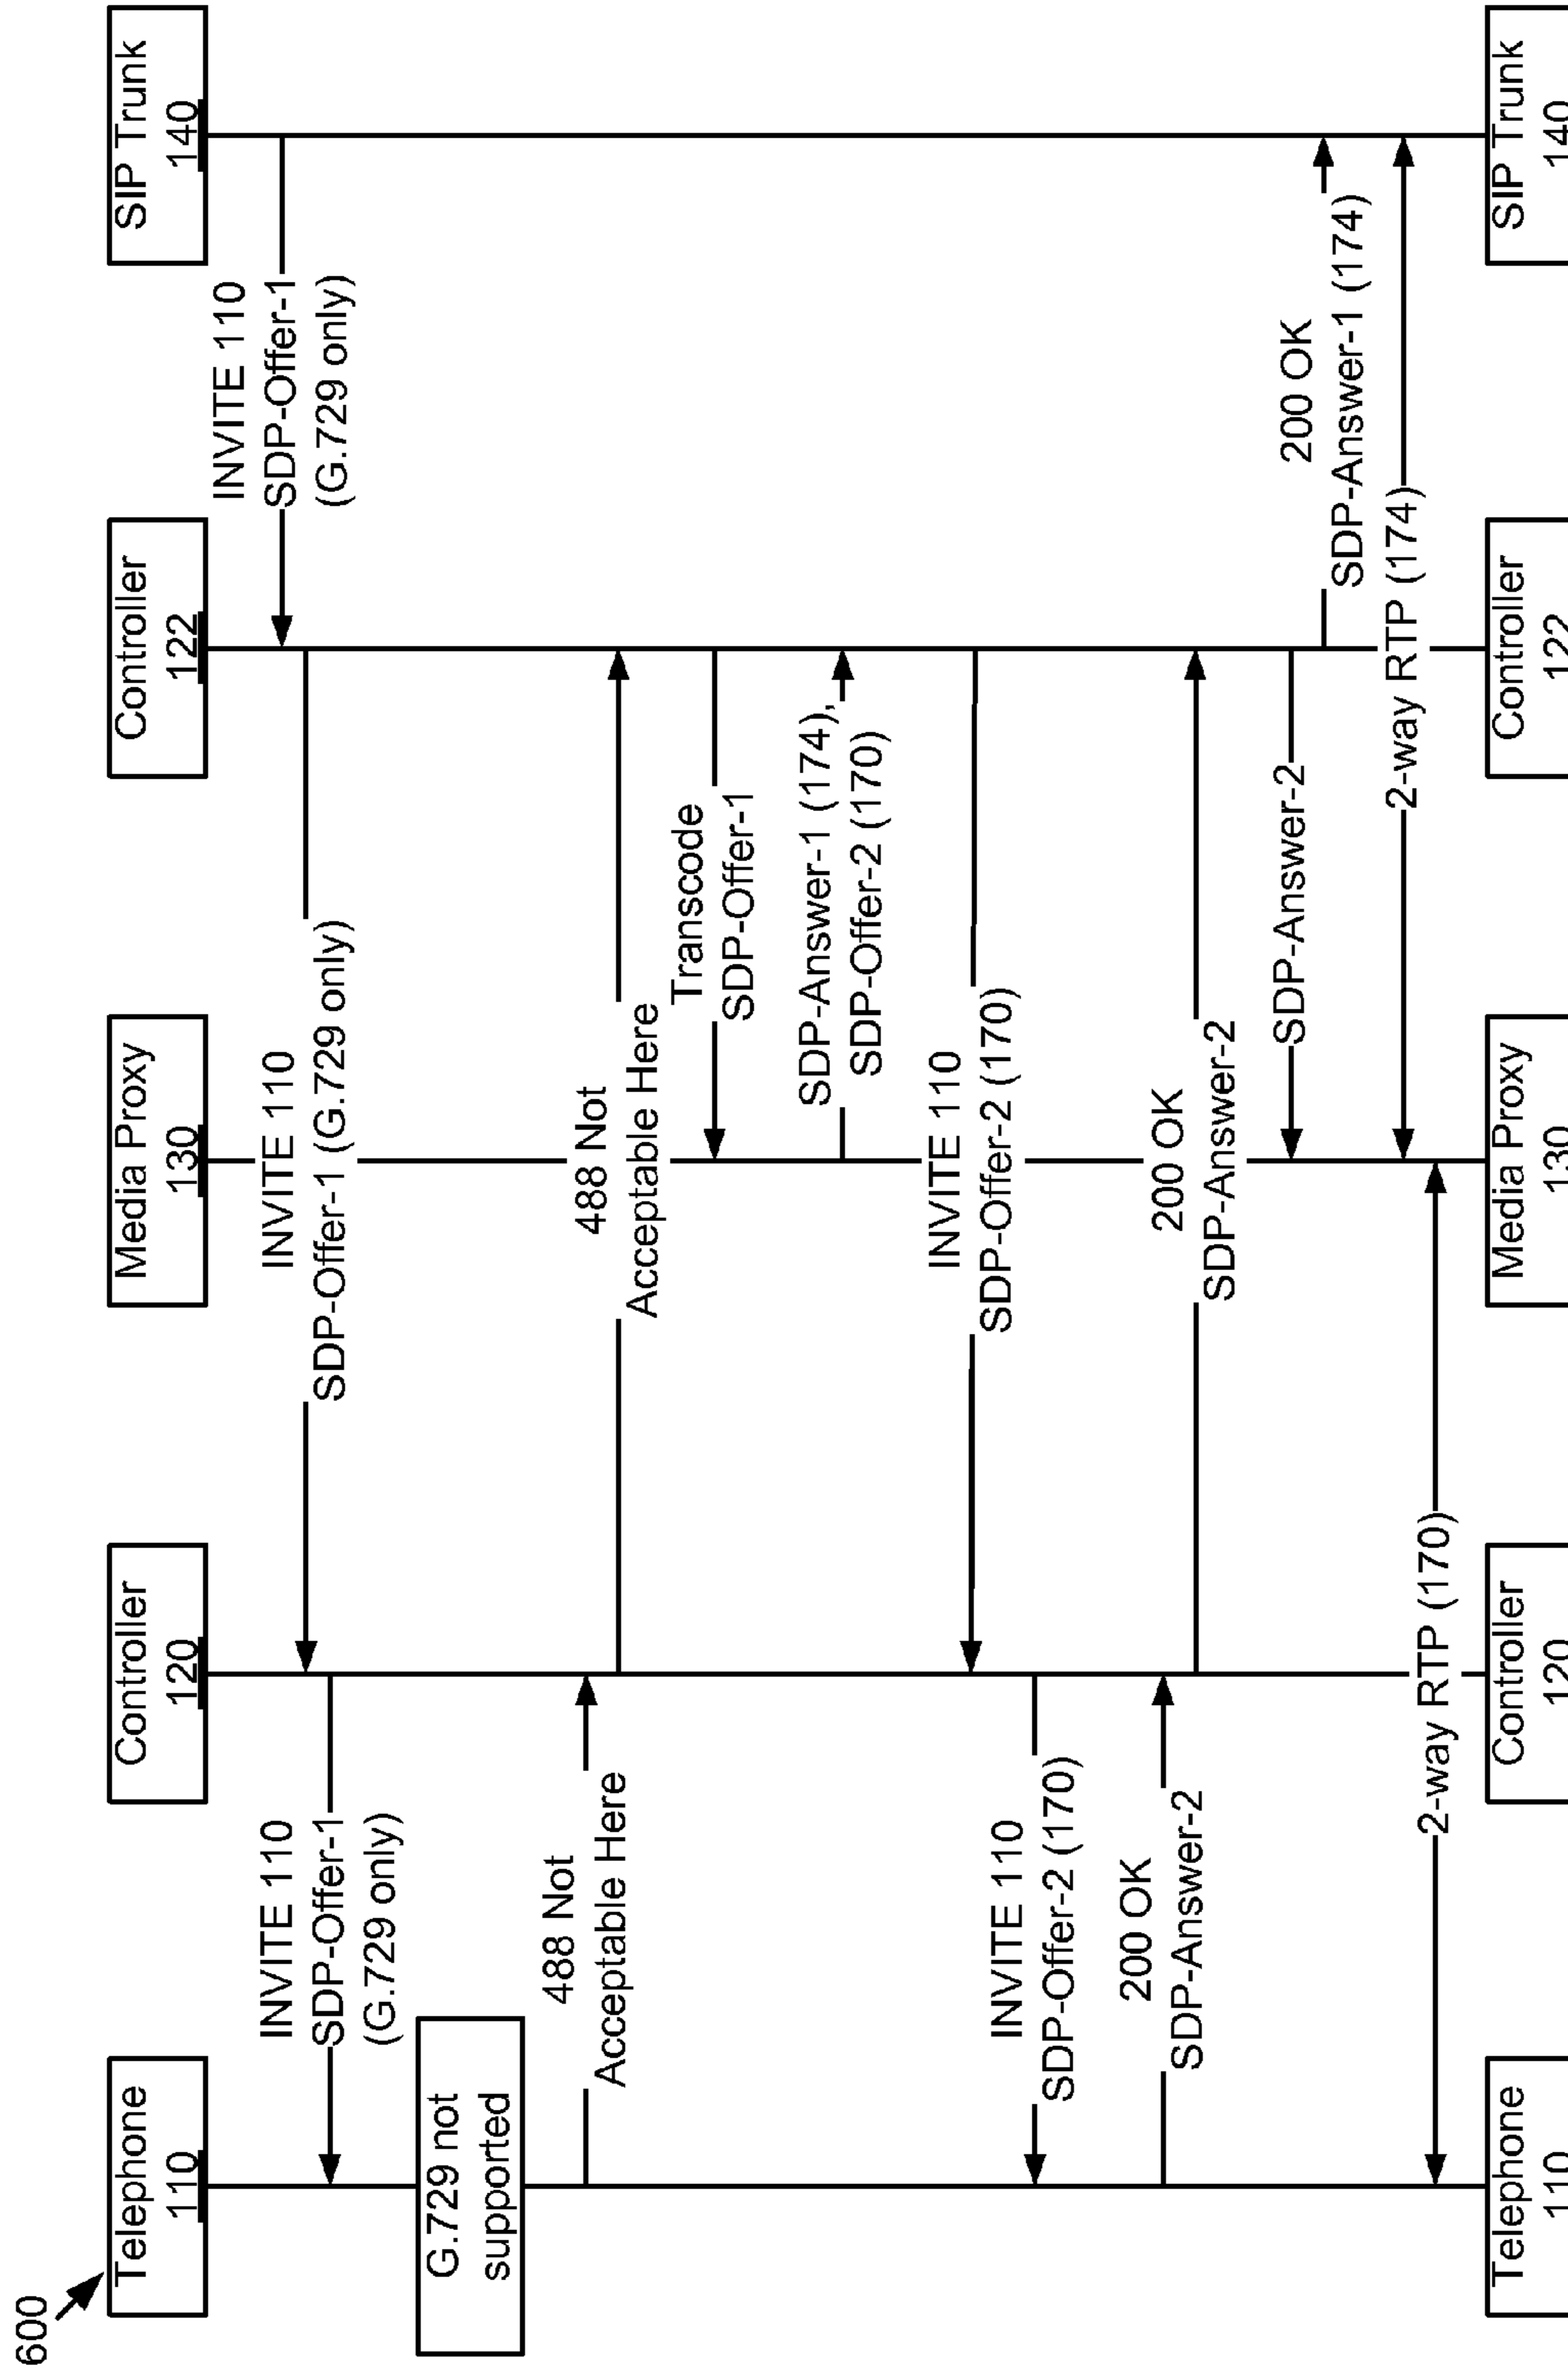 600
Telephone
110
Controller
120
Media Proxy
130
Controller
122
SIP Trunk
140
INVITE 110
SDP-Offer-1
(G.729 only)
INVITE 110
SDP-Offer-1 (G.729 only)
INVITE 110
SDP-Offer-1
(G.729 only)
G.729 not
supported
488 Not
Acceptable Here
488 Not
Acceptable Here
Transcode
SDP-Offer-1
SDP-Answer-1 (174),
SDP-Offer-2 (170)
INVITE 110
SDP-Offer-2 (170)
INVITE 110
SDP-Offer-2 (170)
200 OK
SDP-Answer-2
200 OK
SDP-Answer-2
SDP-Answer-2
200 OK
SDP-Answer-1 (174)
2-way RTP (174)
2-way RTP (170)
Telephone
110
Controller
120
Media Proxy
130
Controller
122
SIP Trunk
140